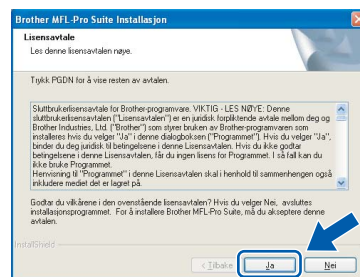 Brother MFL-Pro Suite Installasjon
Lisensavtale
Les denne lisensavtalen nøye.
Trykk PGDN for å vise resten av avtalen.
Sluttbrukerlisensavtale for Brother-programvare. VIKTIG - LES NØYE: Denne
sluttbrukerlisensavtalen ("Lisensavtalen") er en juridisk forpliktende avtale mellom deg og
Brother Industries, Ltd. ("Brother") som styrer bruken av Brother-programvaren som
installeres hvis du velger "Ja" i denne dialogboksen ("Programmet"). Hvis du velger "Ja",
binder du deg juridisk til betingelsene i denne Lisensavtalen. Hvis du ikke godtar
betingelsene i denne Lisensavtalen, får du ingen lisens for Programmet. I så fall kan du
ikke bruke Programmet.
Henvisning til "Programmet" i denne Lisensavtalen skal i henhold til sammenhengen også
inkludere mediet det er lagret på.
Godtar du vilkårene i den ovenstående lisensavtalen? Hvis du velger Nei, avsluttes
installasjonsprogrammet. For å installere Brother MFL-Pro Suite, må du akseptere denne
avtalen.
InstallShield
< Tilbake Ja Nei